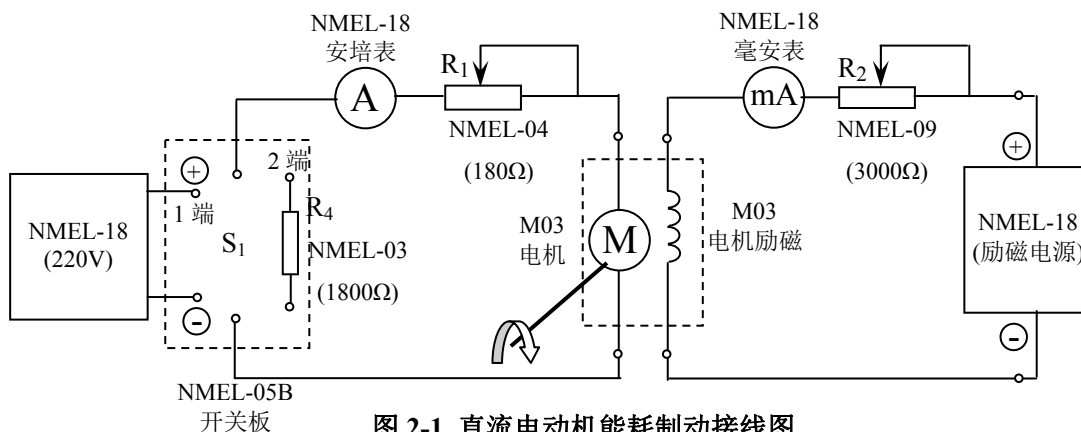 NMEL-18
安培表
A
R1
NMEL-04
(180Ω)
NMEL-18
毫安表
mA
R2
NMEL-09
(3000Ω)
NMEL-18
(220V)
+
1 端
-
S1
2 端
R4
NMEL-03
(1800Ω)
NMEL-05B
开关板
M03
电机
M
M03
电机励磁
+
NMEL-18
(励磁电源)
-
图 2-1 直流电动机能耗制动接线图